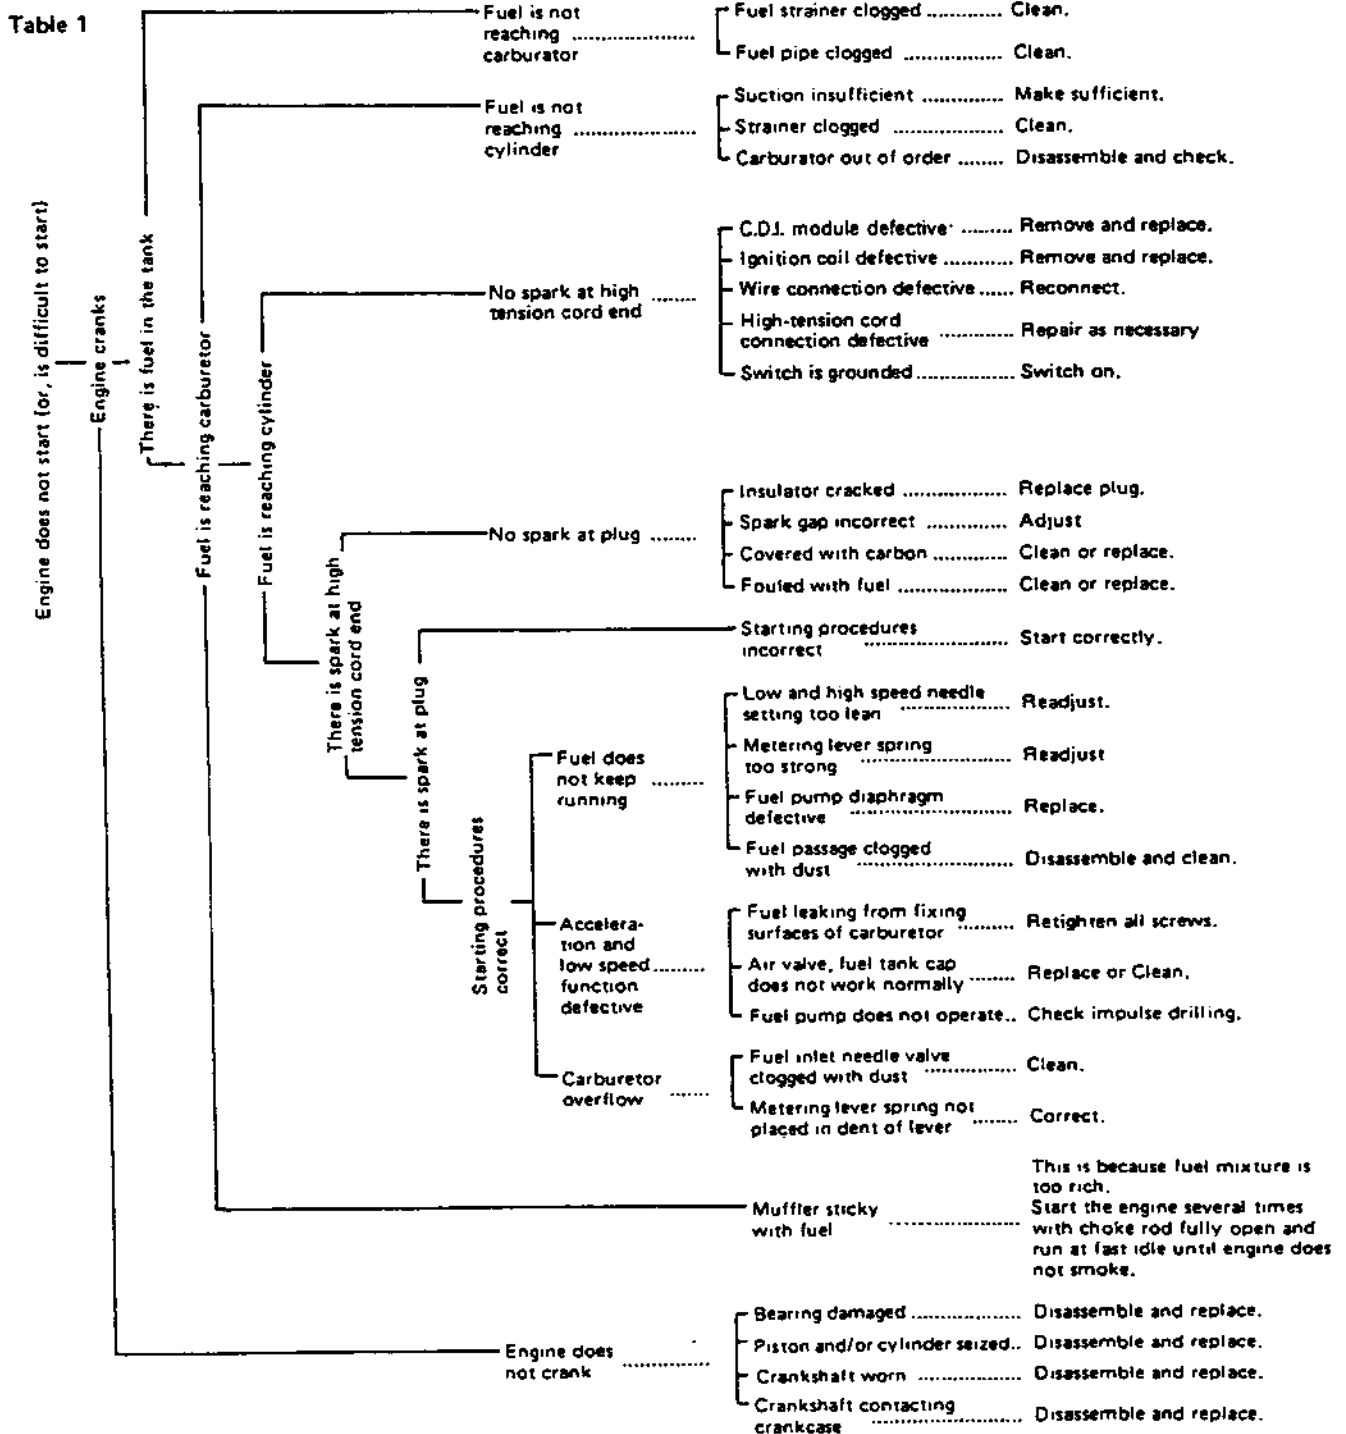 Table 1
Engine does not start (or, is difficult to start)
Engine cranks
There is fuel in the tank
Fuel is reaching carburetor
Fuel is reaching cylinder
There is spark at high
tension cord end
There is spark at plug
Starting procedures
correct
Fuel is not
reaching ....................
carburator
Fuel strainer clogged ............ Clean.
Fuel pipe clogged ................ Clean.
Fuel is not
reaching ....................
cylinder
Suction insufficient ............. Make sufficient.
Strainer clogged ................. Clean.
Carburator out of order ........ Disassemble and check.
No spark at high .......
tension cord end
C.D.I. module defective ......... Remove and replace.
Ignition coil defective ............ Remove and replace.
Wire connection defective ...... Reconnect.
High-tension cord
connection defective ............ Repair as necessary
Switch is grounded ................ Switch on.
No spark at plug ........
Insulator cracked .................. Replace plug.
Spark gap incorrect .............. Adjust
Covered with carbon .............. Clean or replace.
Fouled with fuel ................... Clean or replace.
Starting procedures
incorrect ........................ Start correctly.
Fuel does
not keep .........
running
Low and high speed needle
setting too lean .................. Readjust.
Metering lever spring
too strong ......................... Readjust
Fuel pump diaphragm
defective ........................... Replace.
Fuel passage clogged
with dust .......................... Disassemble and clean.
Accelera-
tion and
low speed .........
function
defective
Fuel leaking from fixing
surfaces of carburetor ......... Retighten all screws.
Air valve, fuel tank cap
does not work normally ........ Replace or Clean.
Fuel pump does not operate.. Check impulse drilling.
Carburetor
overflow .......
Fuel inlet needle valve
clogged with dust ............... Clean.
Metering lever spring not
placed in dent of lever ........ Correct.
Muffler sticky
with fuel ......................
This is because fuel mixture is
too rich.
Start the engine several times
with choke rod fully open and
run at fast idle until engine does
not smoke.
Engine does
not crank ..............
Bearing damaged .................. Disassemble and replace.
Piston and/or cylinder seized.. Disassemble and replace.
Crankshaft worn ................. Disassemble and replace.
Crankshaft contacting
crankcase ......................... Disassemble and replace.